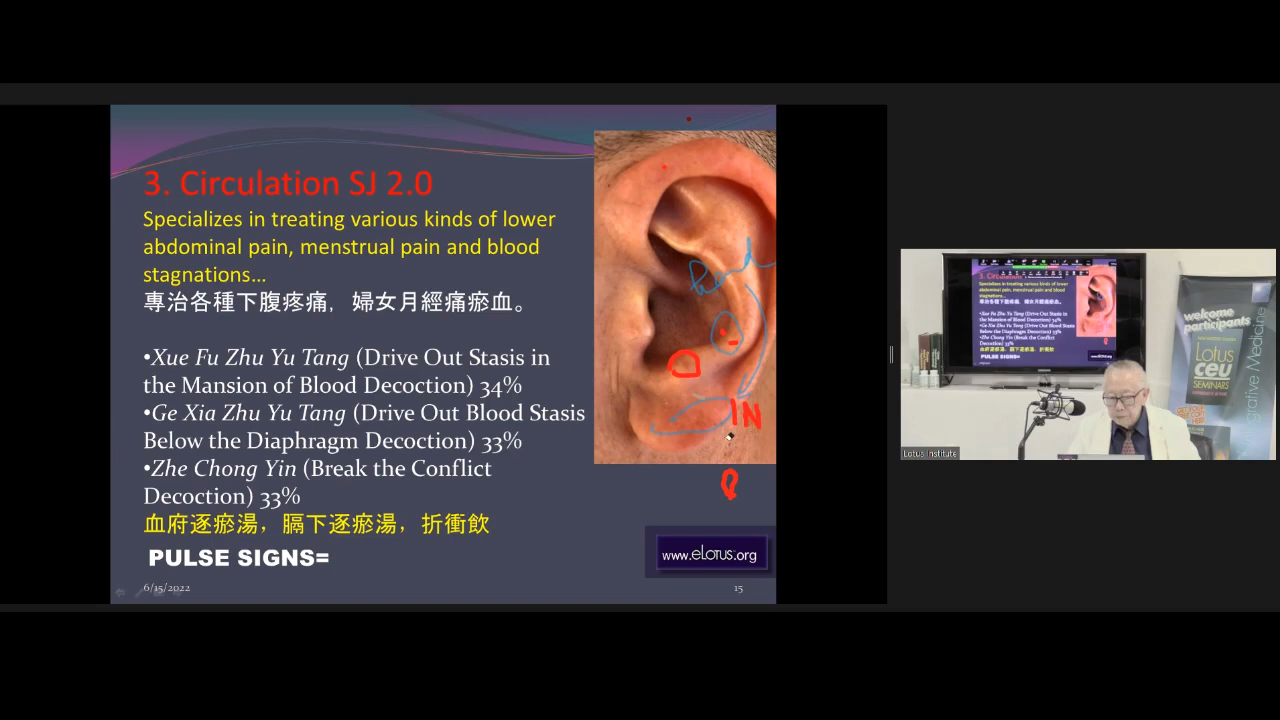 3. Circulation SJ 2.0
Specializes in treating various kinds of lower
abdominal pain, menstrual pain and blood
stagnations...
專治各種下腹疼痛，婦女月經痛瘀血。
•Xue Fu Zhu Yu Tang (Drive Out Stasis in
the Mansion of Blood Decoction) 34%
•Ge Xia Zhu Yu Tang (Drive Out Blood Stasis
Below the Diaphragm Decoction) 33%
•Zhe Chong Yin (Break the Conflict
Decoction) 33%
血府逐瘀湯，膈下逐瘀湯，折衝飲
PULSE SIGNS=
6/15/2022
15
www.eLotus.org
IN
welcome
participants
Lotus
ceu
SEMINARS
Integrative Medicine
Lotus Institute